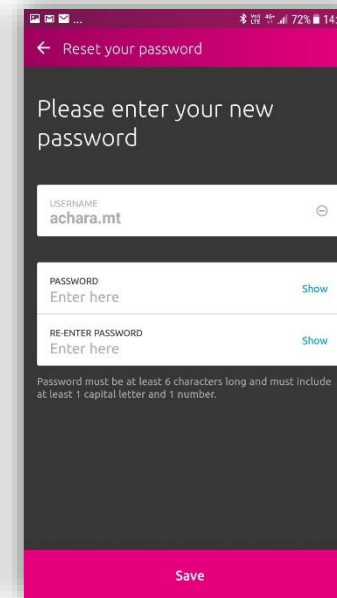 ... 72% 14:
Reset your password
Please enter your new
password
USERNAME
achara.mt
PASSWORD
Enter here
Show
RE-ENTER PASSWORD
Enter here
Show
Password must be at least 6 characters long and must include
at least 1 capital letter and 1 number.
Save